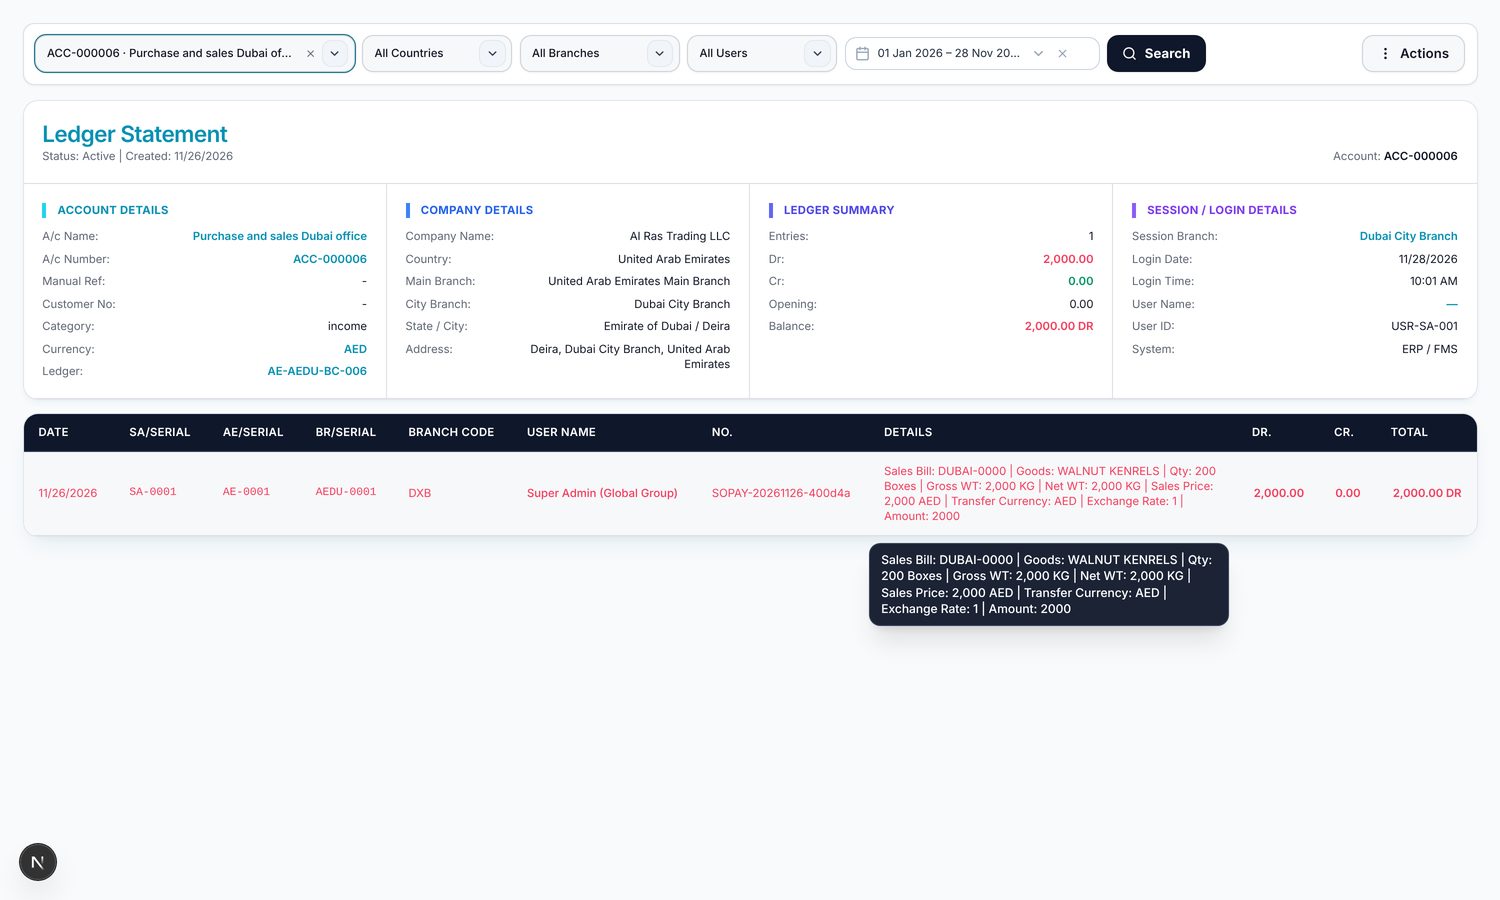 ACC-000006 · Purchase and sales Dubai of...
All Countries
All Branches
All Users
01 Jan 2026 – 28 Nov 20...
Search
Actions
Ledger Statement
Status: Active | Created: 11/26/2026
Account: ACC-000006
ACCOUNT DETAILS
A/c Name: Purchase and sales Dubai office
A/c Number: ACC-000006
Manual Ref: -
Customer No: -
Category: income
Currency: AED
Ledger: AE-AEDU-BC-006
COMPANY DETAILS
Company Name: Al Ras Trading LLC
Country: United Arab Emirates
Main Branch: United Arab Emirates Main Branch
City Branch: Dubai City Branch
State / City: Emirate of Dubai / Deira
Address: Deira, Dubai City Branch, United Arab
Emirates
LEDGER SUMMARY
Entries: 1
Dr: 2,000.00
Cr: 0.00
Opening: 0.00
Balance: 2,000.00 DR
SESSION / LOGIN DETAILS
Session Branch: Dubai City Branch
Login Date: 11/28/2026
Login Time: 10:01 AM
User Name: —
User ID: USR-SA-001
System: ERP / FMS
DATE SA/SERIAL AE/SERIAL BR/SERIAL BRANCH CODE USER NAME NO. DETAILS DR. CR. TOTAL
11/26/2026 SA-0001 AE-0001 AEDU-0001 DXB Super Admin (Global Group) SOPAY-20261126-400d4a
Sales Bill: DUBAI-0000 | Goods: WALNUT KENRELS | Qty: 200
Boxes | Gross WT: 2,000 KG | Net WT: 2,000 KG | Sales Price:
2,000 AED | Transfer Currency: AED | Exchange Rate: 1 |
Amount: 2000
2,000.00 0.00 2,000.00 DR
Sales Bill: DUBAI-0000 | Goods: WALNUT KENRELS | Qty:
200 Boxes | Gross WT: 2,000 KG | Net WT: 2,000 KG |
Sales Price: 2,000 AED | Transfer Currency: AED |
Exchange Rate: 1 | Amount: 2000
N